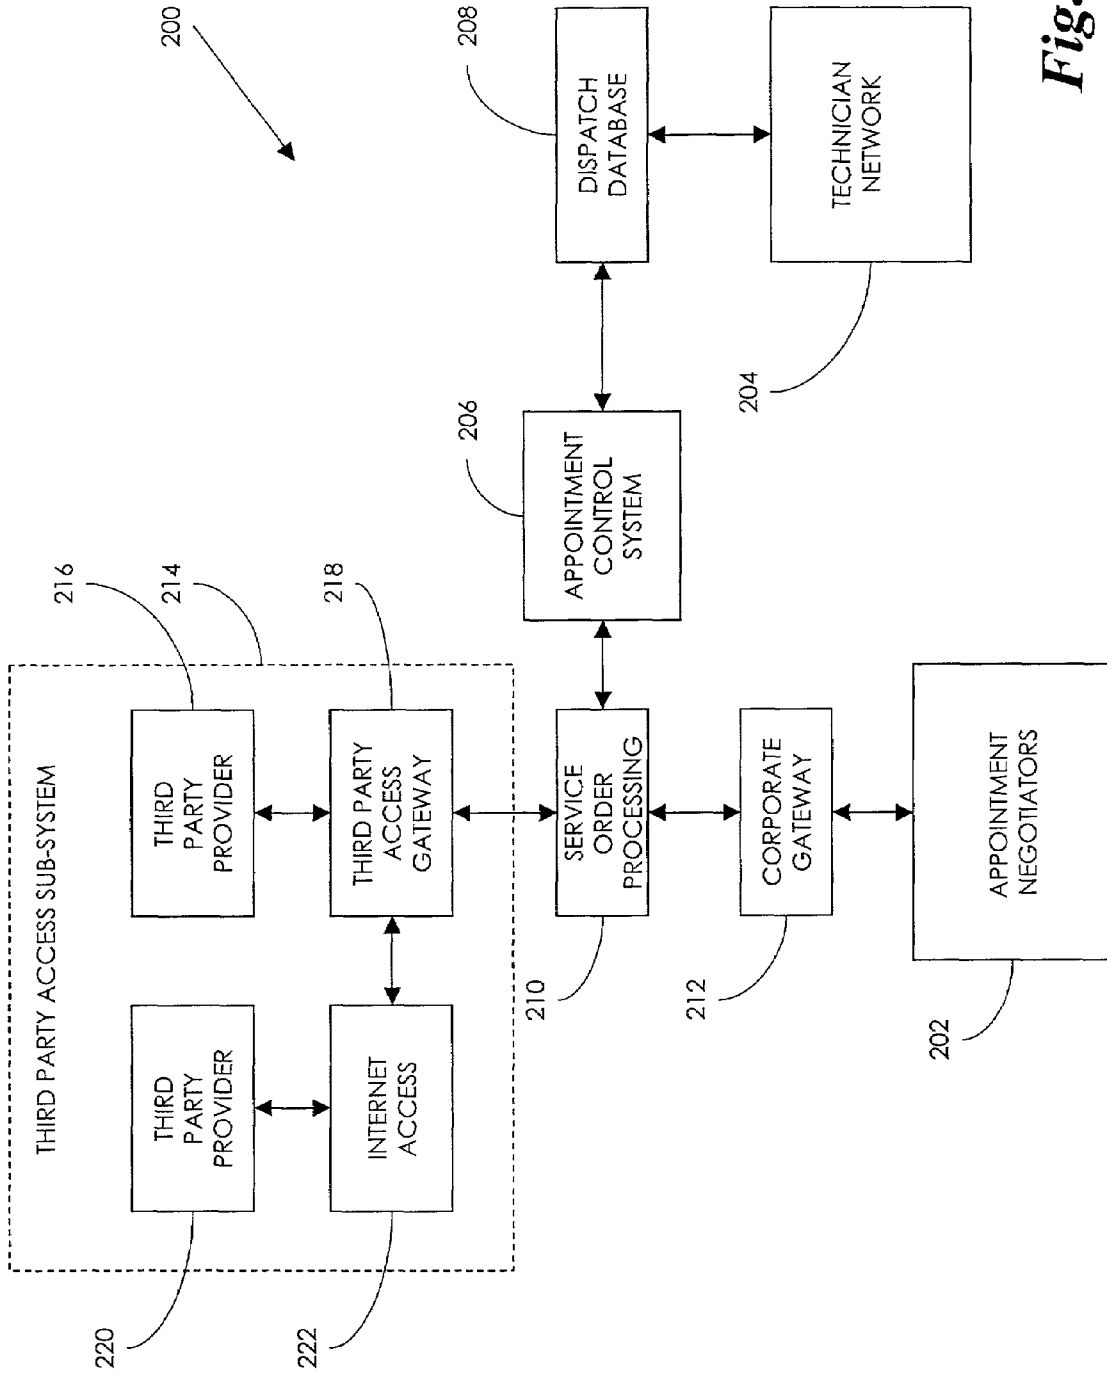 THIRD PARTY ACCESS SUB-SYSTEM
220
THIRD
PARTY
PROVIDER
216
THIRD
PARTY
PROVIDER
214
200
222
INTERNET
ACCESS
218
THIRD PARTY
ACCESS
GATEWAY
210
SERVICE
ORDER
PROCESSING
206
APPOINTMENT
CONTROL
SYSTEM
208
DISPATCH
DATABASE
212
CORPORATE
GATEWAY
204
TECHNICIAN
NETWORK
202
APPOINTMENT
NEGOTIATORS
Fig.